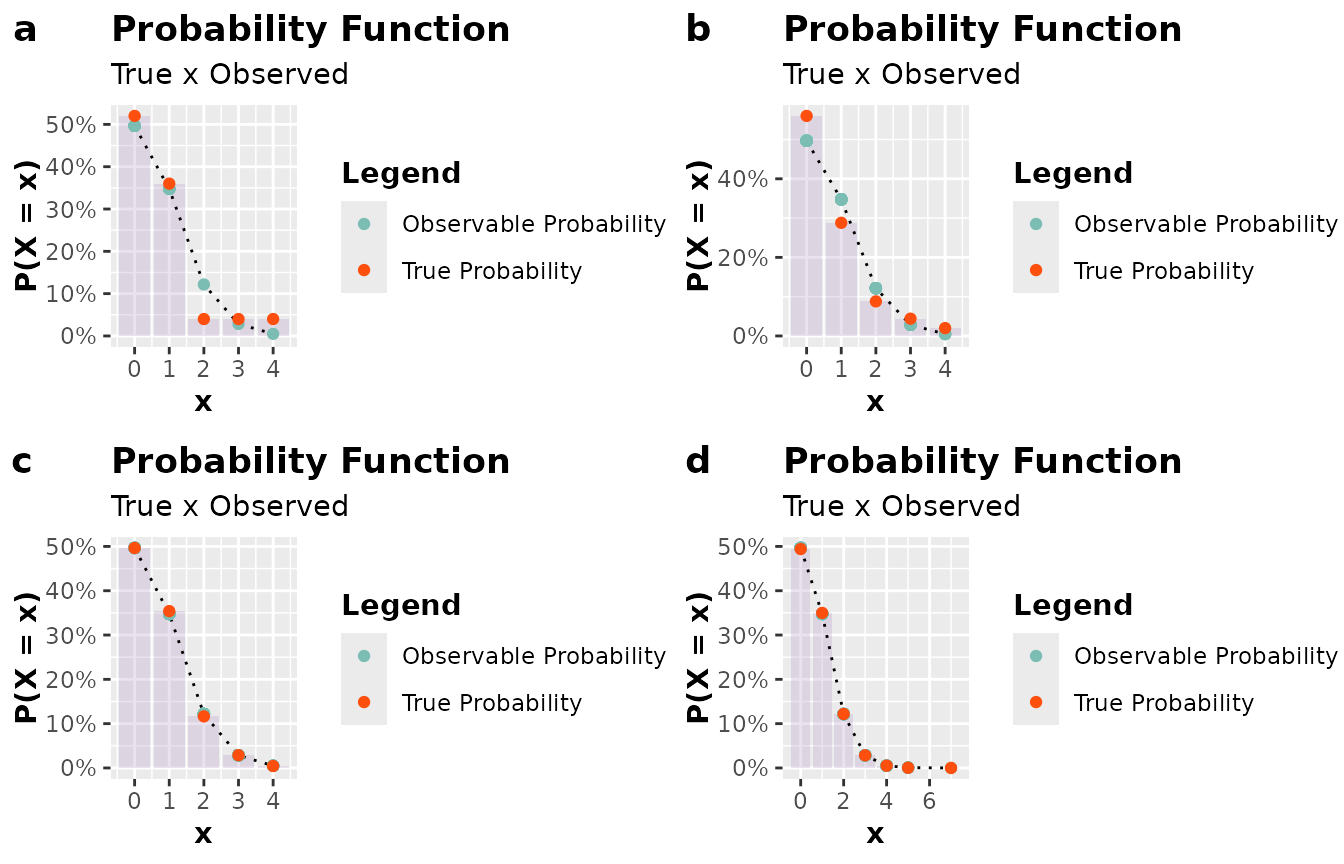 a Probability Function
True x Observed
50%
40%
30%
20%
10%
0%
P(X = x)
0 1 2 3 4
x
Legend
Observable Probability
True Probability
b Probability Function
True x Observed
40%
20%
0%
P(X = x)
0 1 2 3 4
x
Legend
Observable Probability
True Probability
c Probability Function
True x Observed
50%
40%
30%
20%
10%
0%
P(X = x)
0 1 2 3 4
x
Legend
Observable Probability
True Probability
d Probability Function
True x Observed
50%
40%
30%
20%
10%
0%
P(X = x)
0 2 4 6
x
Legend
Observable Probability
True Probability